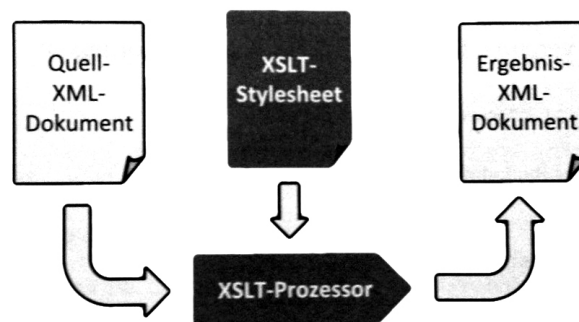 Quell-
XML-
Dokument
XSLT-
Stylesheet
Ergebnis-
XML-
Dokument
XSLT-Prozessor